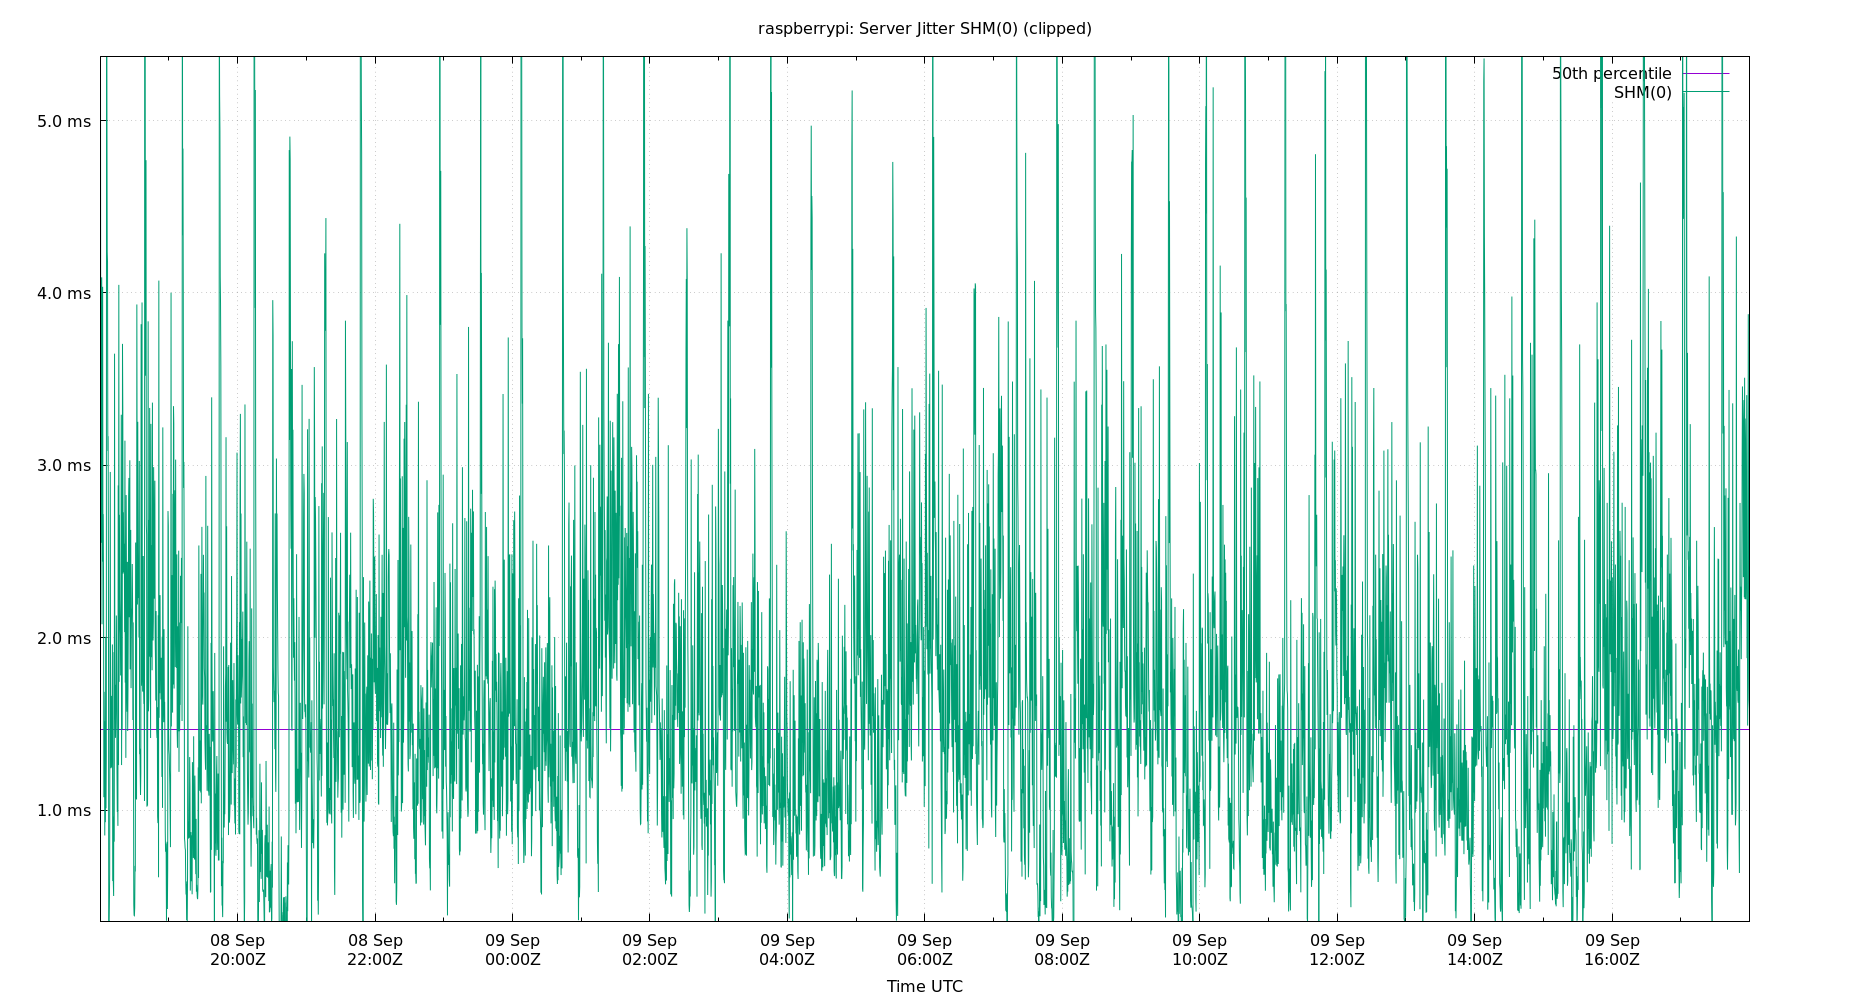 raspberrypi: Server Jitter SHM(0) (clipped)
50th percentile
SHM(0)
5.0 ms
4.0 ms
3.0 ms
2.0 ms
1.0 ms
08 Sep 08 Sep 09 Sep 09 Sep 09 Sep 09 Sep 09 Sep 09 Sep 09 Sep 09 Sep 09 Sep
20:00Z 22:00Z 00:00Z 02:00Z 04:00Z 06:00Z 08:00Z 10:00Z 12:00Z 14:00Z 16:00Z
Time UTC